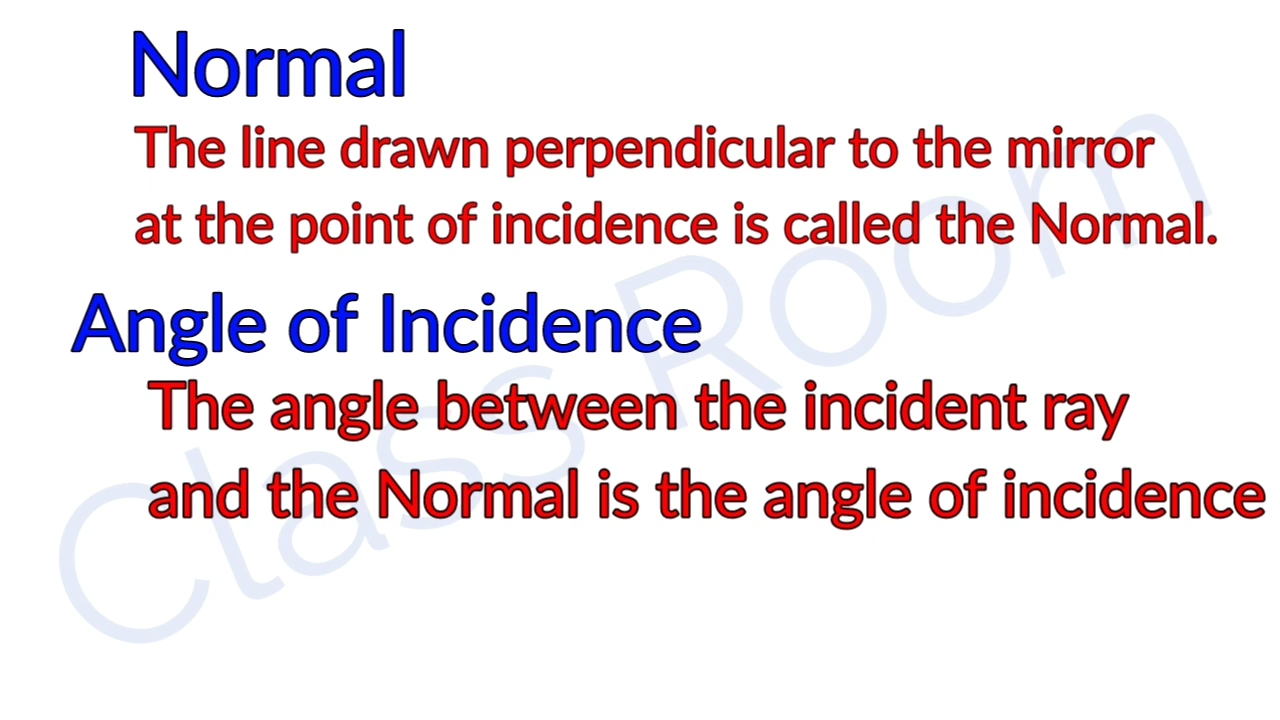 Normal
The line drawn perpendicular to the mirror
at the point of incidence is called the Normal.
Angle of Incidence
The angle between the incident ray
and the Normal is the angle of incidence
Class Room